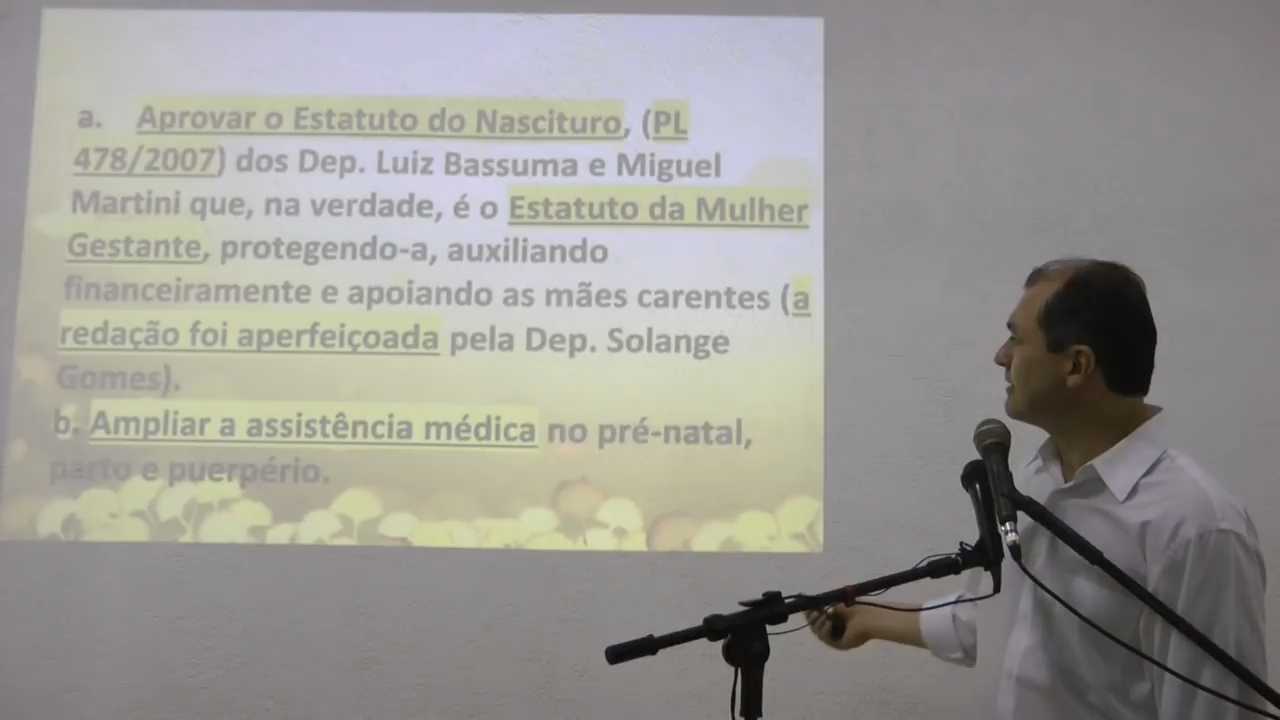 a. Aprovar o Estatuto do Nascituro, (PL
478/2007) dos Dep. Luiz Bassuma e Miguel
Martini que, na verdade, é o Estatuto da Mulher
Gestante, protegendo-a, auxiliando
financeiramente e apoiando as mães carentes (a
redação foi aperfeiçoada pela Dep. Solange
Gomes).
b. Ampliar a assistência médica no pré-natal,
parto e puerpério.